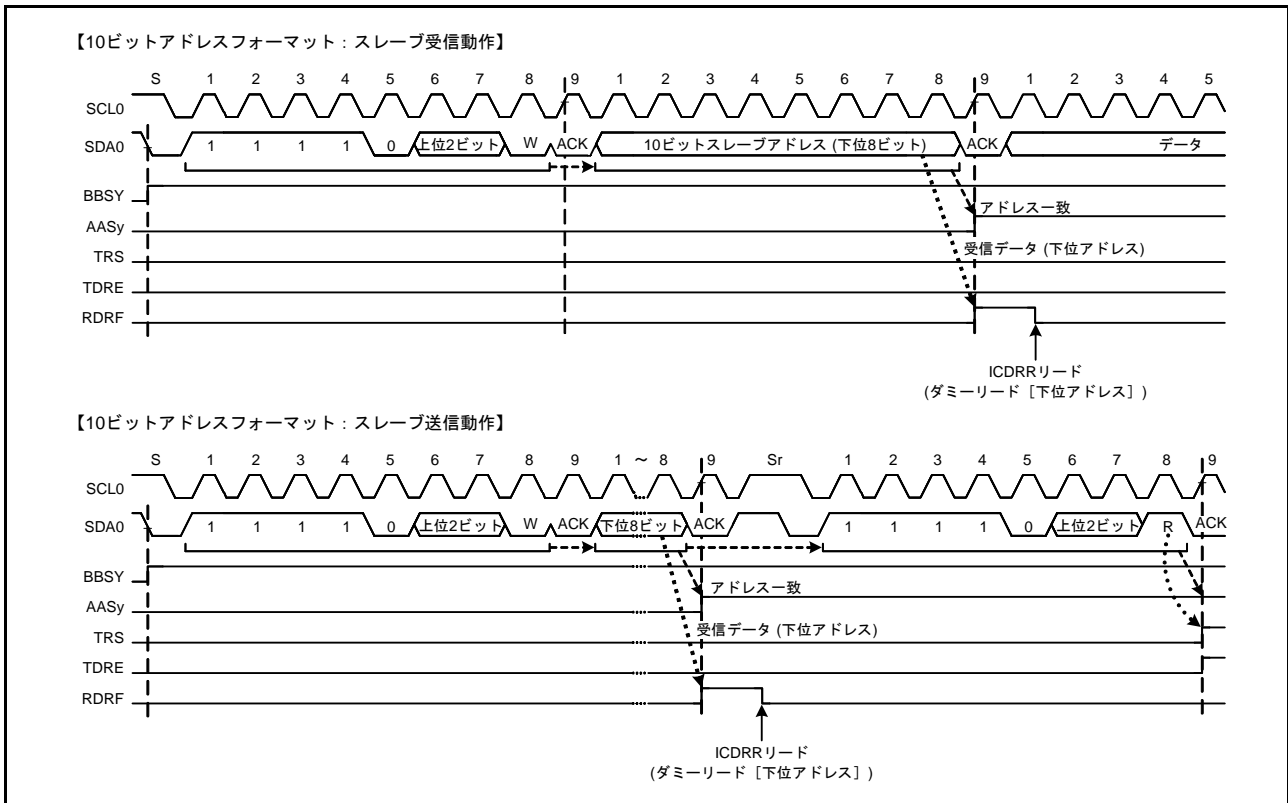 【10ビットアドレスフォーマット：スレーブ受信動作】
S 1 2 3 4 5 6 7 8 9 1 2 3 4 5 6 7 8 9 1 2 3 4 5
SCL0
SDA0 1 1 1 1 0 上位2ビット W ACK 10ビットスレーブアドレス (下位8ビット) ACK データ
BBSY
アドレス一致
AASy
受信データ (下位アドレス)
TRS
TDRE
RDRF
ICDRRリード
(ダミーリード［下位アドレス］)
【10ビットアドレスフォーマット：スレーブ送信動作】
S 1 2 3 4 5 6 7 8 9 1 ～ 8 9 Sr 1 2 3 4 5 6 7 8 9
SCL0
SDA0 1 1 1 1 0 上位2ビット W ACK 下位8ビット ACK 1 1 1 1 0 上位2ビット R ACK
BBSY
アドレス一致
AASy
受信データ (下位アドレス)
TRS
TDRE
RDRF
ICDRRリード
(ダミーリード［下位アドレス］)